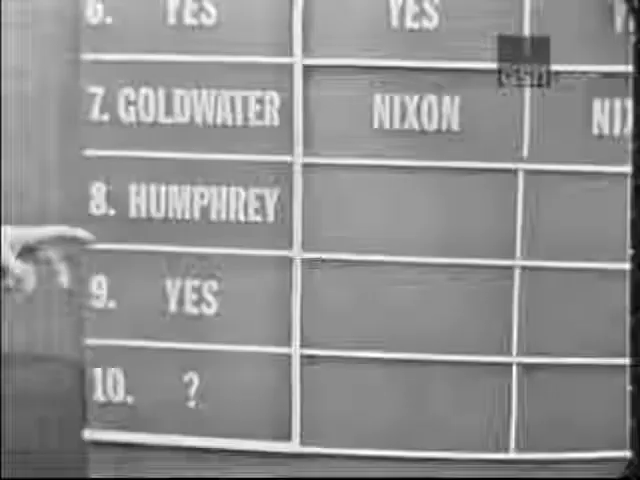 6. YES YES
7. GOLDWATER NIXON
8. HUMPHREY
9. YES
10. ?